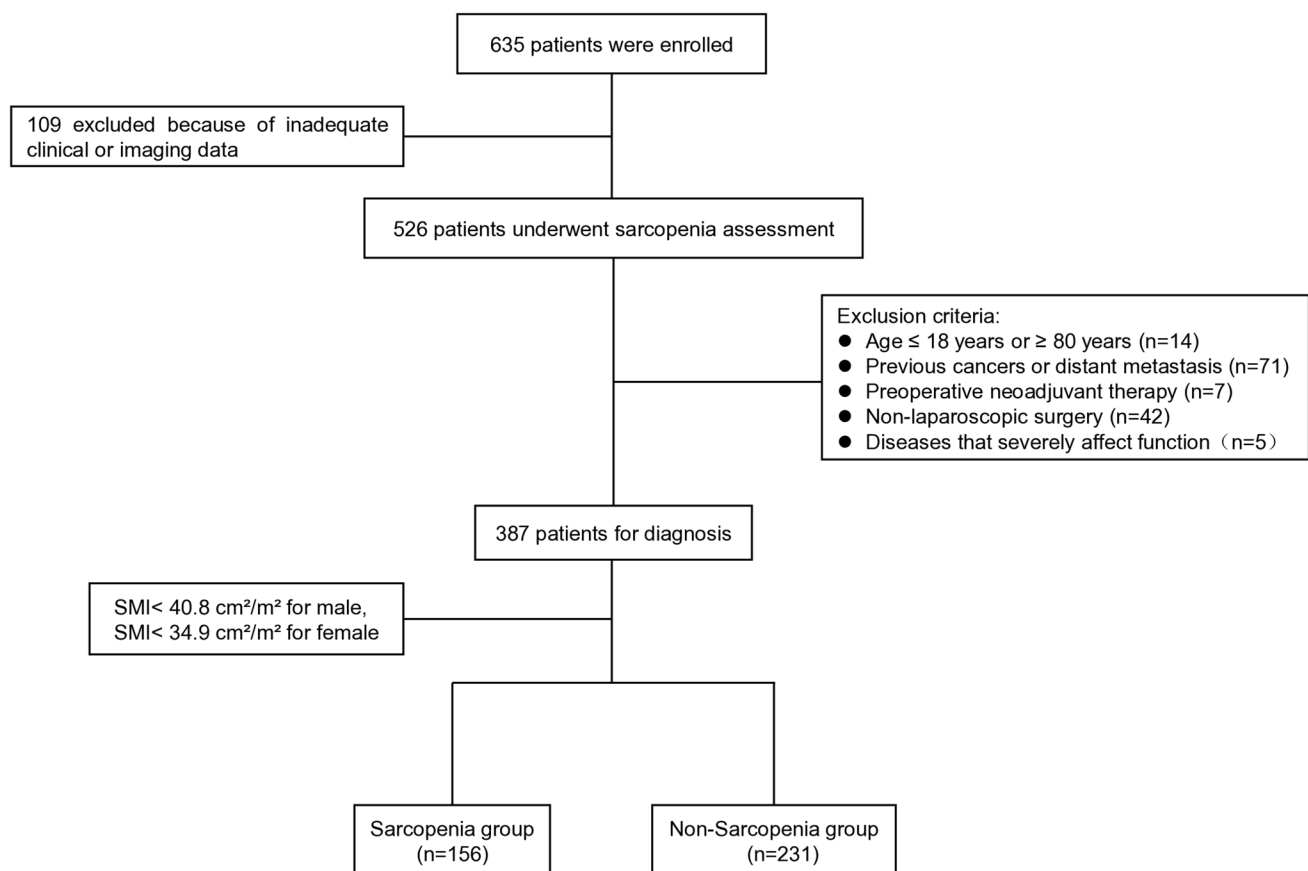 635 patients were enrolled
109 excluded because of inadequate
clinical or imaging data
526 patients underwent sarcopenia assessment
Exclusion criteria:
● Age ≤ 18 years or ≥ 80 years (n=14)
● Previous cancers or distant metastasis (n=71)
● Preoperative neoadjuvant therapy (n=7)
● Non-laparoscopic surgery (n=42)
● Diseases that severely affect function（n=5）
387 patients for diagnosis
SMI< 40.8 cm²/m² for male,
SMI< 34.9 cm²/m² for female
Sarcopenia group
(n=156)
Non-Sarcopenia group
(n=231)